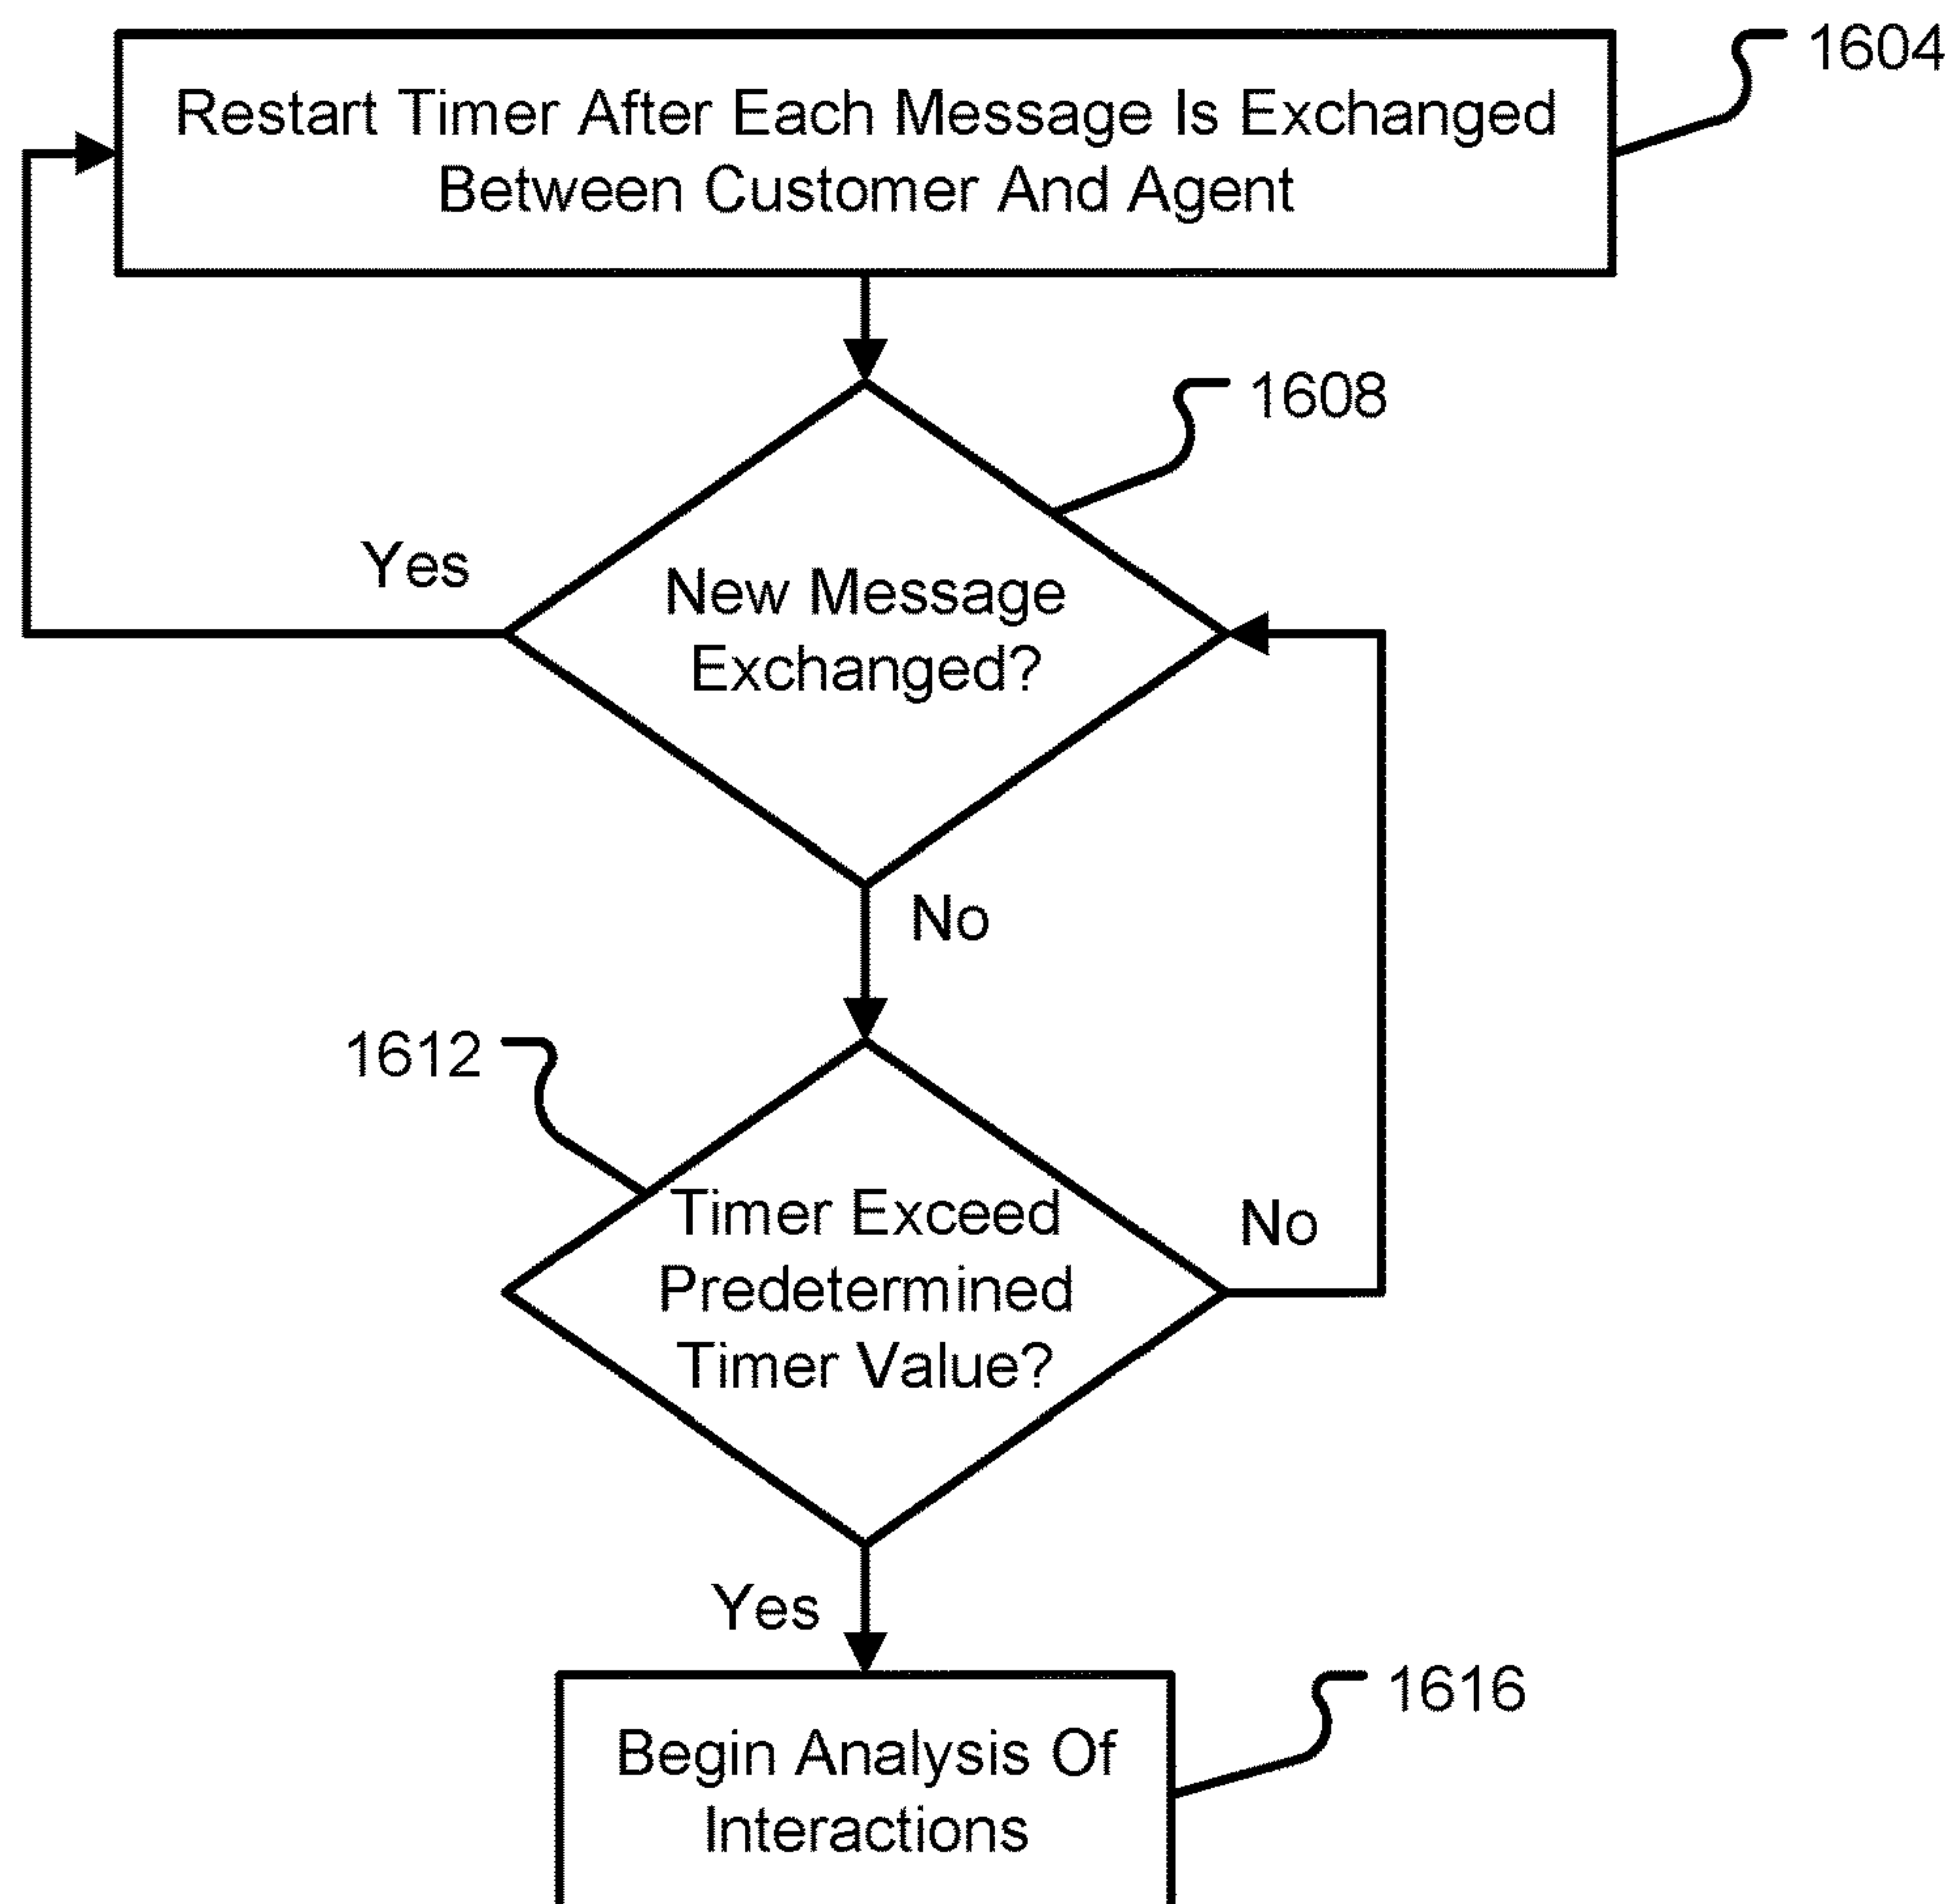 1604
Restart Timer After Each Message Is Exchanged
Between Customer And Agent
1608
Yes
New Message
Exchanged?
No
1612
Timer Exceed
Predetermined
Timer Value?
No
Yes
1616
Begin Analysis Of
Interactions